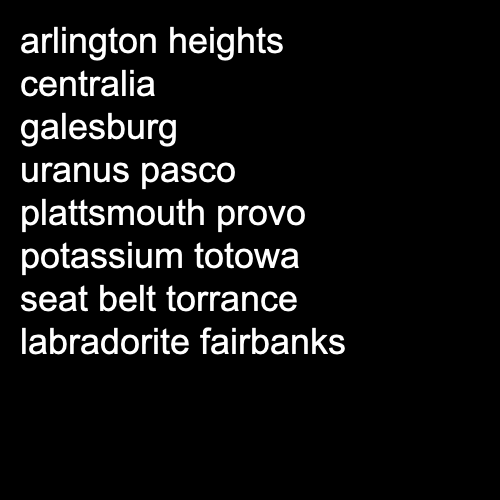 arlington heights
centralia
galesburg
uranus pasco
plattsmouth provo
potassium totowa
seat belt torrance
labradorite fairbanks